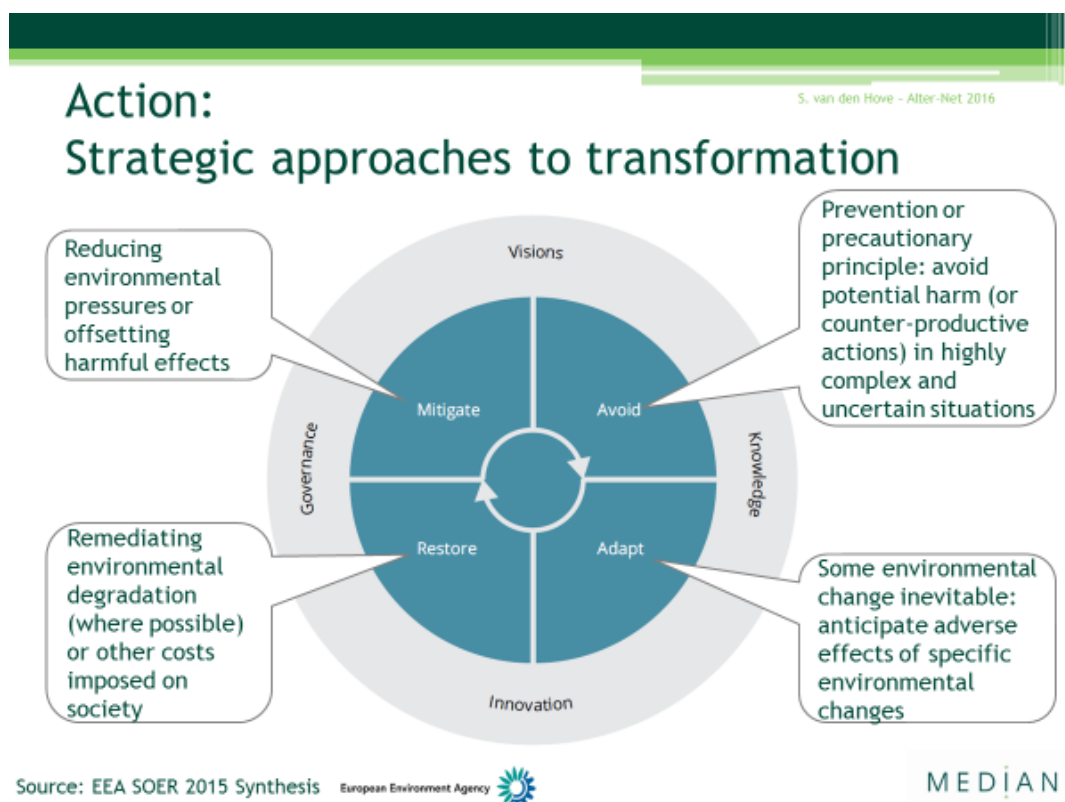 S. van den Hove – Alter-Net 2016
Action:
Strategic approaches to transformation
Reducing
environmental
pressures or
offsetting
harmful effects
Prevention or
precautionary
principle: avoid
potential harm (or
counter-productive
actions) in highly
complex and
uncertain situations
Visions
Mitigate
Avoid
Governance
Knowledge
Restore
Adapt
Innovation
Remediating
environmental
degradation
(where possible)
or other costs
imposed on
society
Some environmental
change inevitable:
anticipate adverse
effects of specific
environmental
changes
Source: EEA SOER 2015 Synthesis
European Environment Agency
MEDIAN